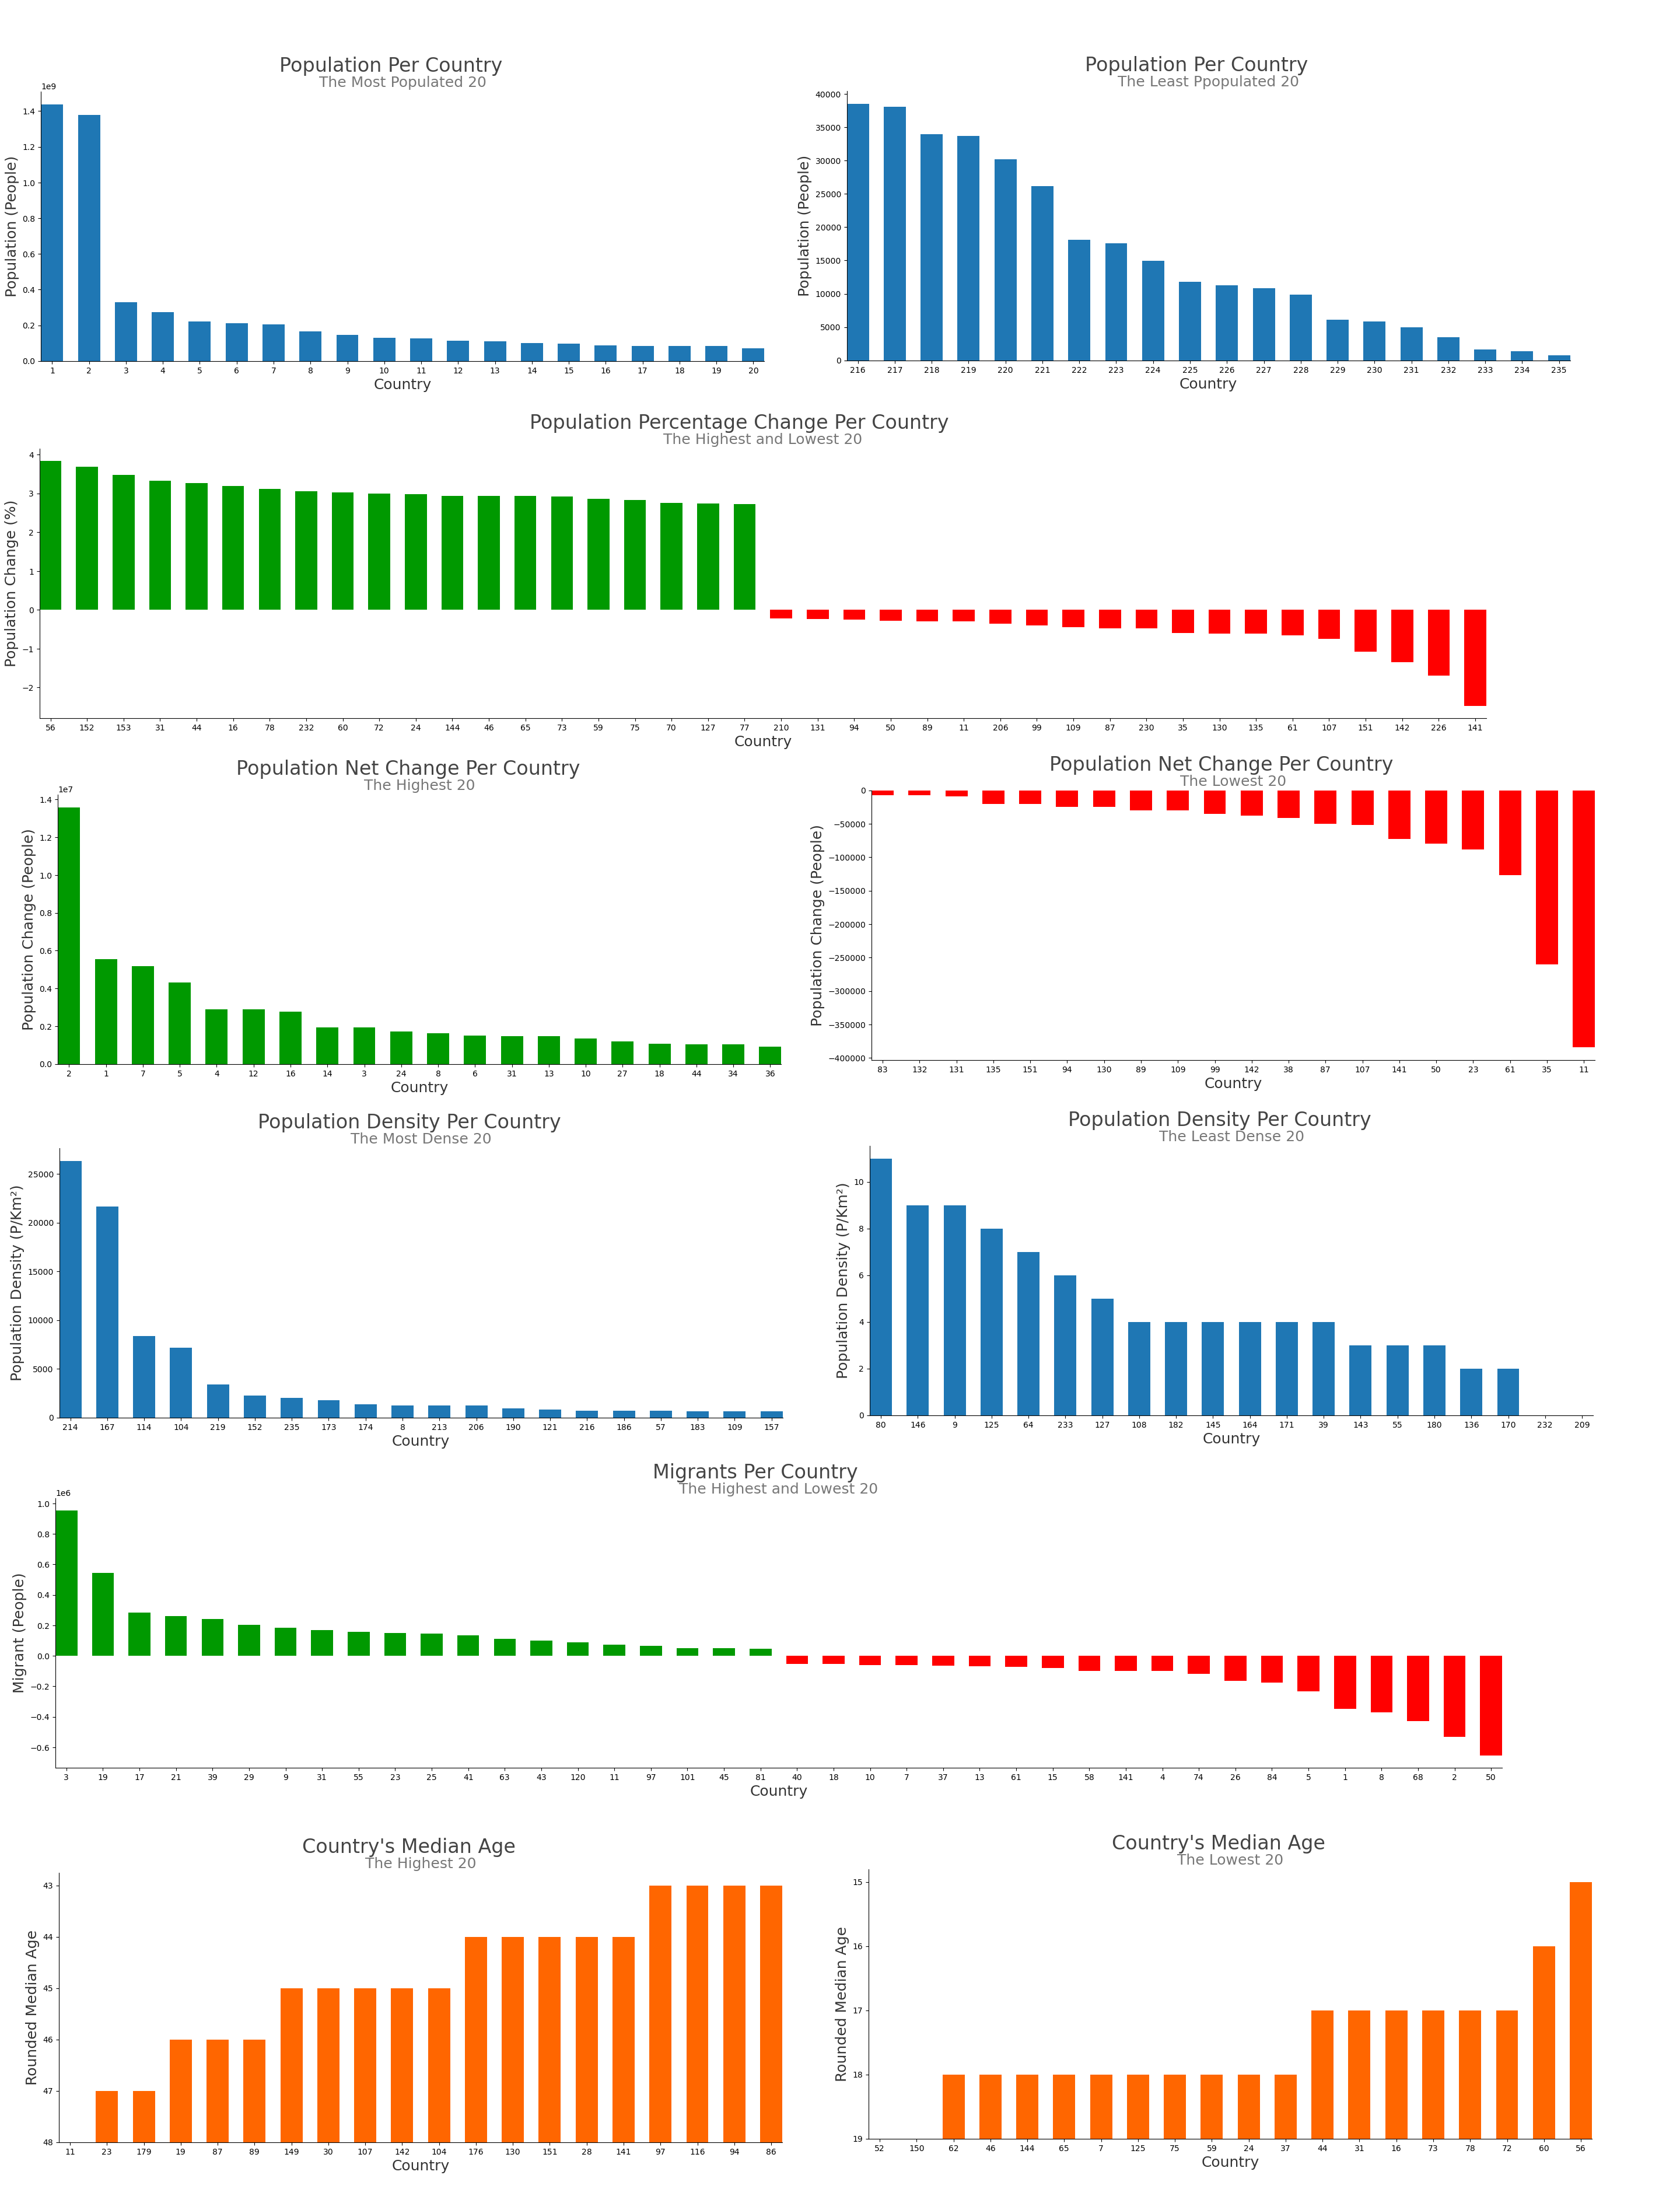 Population Per Country
The Most Populated 20
1e9
Population (People)
1.4
1.2
1.0
0.8
0.6
0.4
0.2
0.0
1 2 3 4 5 6 7 8 9 10 11 12 13 14 15 16 17 18 19 20
Country
Population Per Country
The Least Ppopulated 20
Population (People)
40000
35000
30000
25000
20000
15000
10000
5000
0
216 217 218 219 220 221 222 223 224 225 226 227 228 229 230 231 232 233 234 235
Country
Population Percentage Change Per Country
The Highest and Lowest 20
Population Change (%)
4
3
2
1
0
−1
−2
56 152 153 31 44 16 78 232 60 72 24 144 46 65 73 59 75 70 127 77 210 131 94 50 89 11 206 99 109 87 230 35 130 135 61 107 151 142 226 141
Country
Population Net Change Per Country
The Highest 20
1e7
Population Change (People)
1.4
1.2
1.0
0.8
0.6
0.4
0.2
0.0
2 1 7 5 4 12 16 14 3 24 8 6 31 13 10 27 18 44 34 36
Country
Population Net Change Per Country
The Lowest 20
Population Change (People)
0
−50000
−100000
−150000
−200000
−250000
−300000
−350000
−400000
83 132 131 135 151 94 130 89 109 99 142 38 87 107 141 50 23 61 35 11
Country
Population Density Per Country
The Most Dense 20
Population Density (P/Km²)
25000
20000
15000
10000
5000
0
214 167 114 104 219 152 235 173 174 8 213 206 190 121 216 186 57 183 109 157
Country
Population Density Per Country
The Least Dense 20
Population Density (P/Km²)
10
8
6
4
2
0
80 146 9 125 64 233 127 108 182 145 164 171 39 143 55 180 136 170 232 209
Country
Migrants Per Country
The Highest and Lowest 20
1e6
Migrant (People)
1.0
0.8
0.6
0.4
0.2
0.0
−0.2
−0.4
−0.6
3 19 17 21 39 29 9 31 55 23 25 41 63 43 120 11 97 101 45 81 40 18 10 7 37 13 61 15 58 141 4 74 26 84 5 1 8 68 2 50
Country
Country's Median Age
The Highest 20
Rounded Median Age
43
44
45
46
47
48
11 23 179 19 87 89 149 30 107 142 104 176 130 151 28 141 97 116 94 86
Country
Country's Median Age
The Lowest 20
Rounded Median Age
15
16
17
18
19
52 150 62 46 144 65 7 125 75 59 24 37 44 31 16 73 78 72 60 56
Country